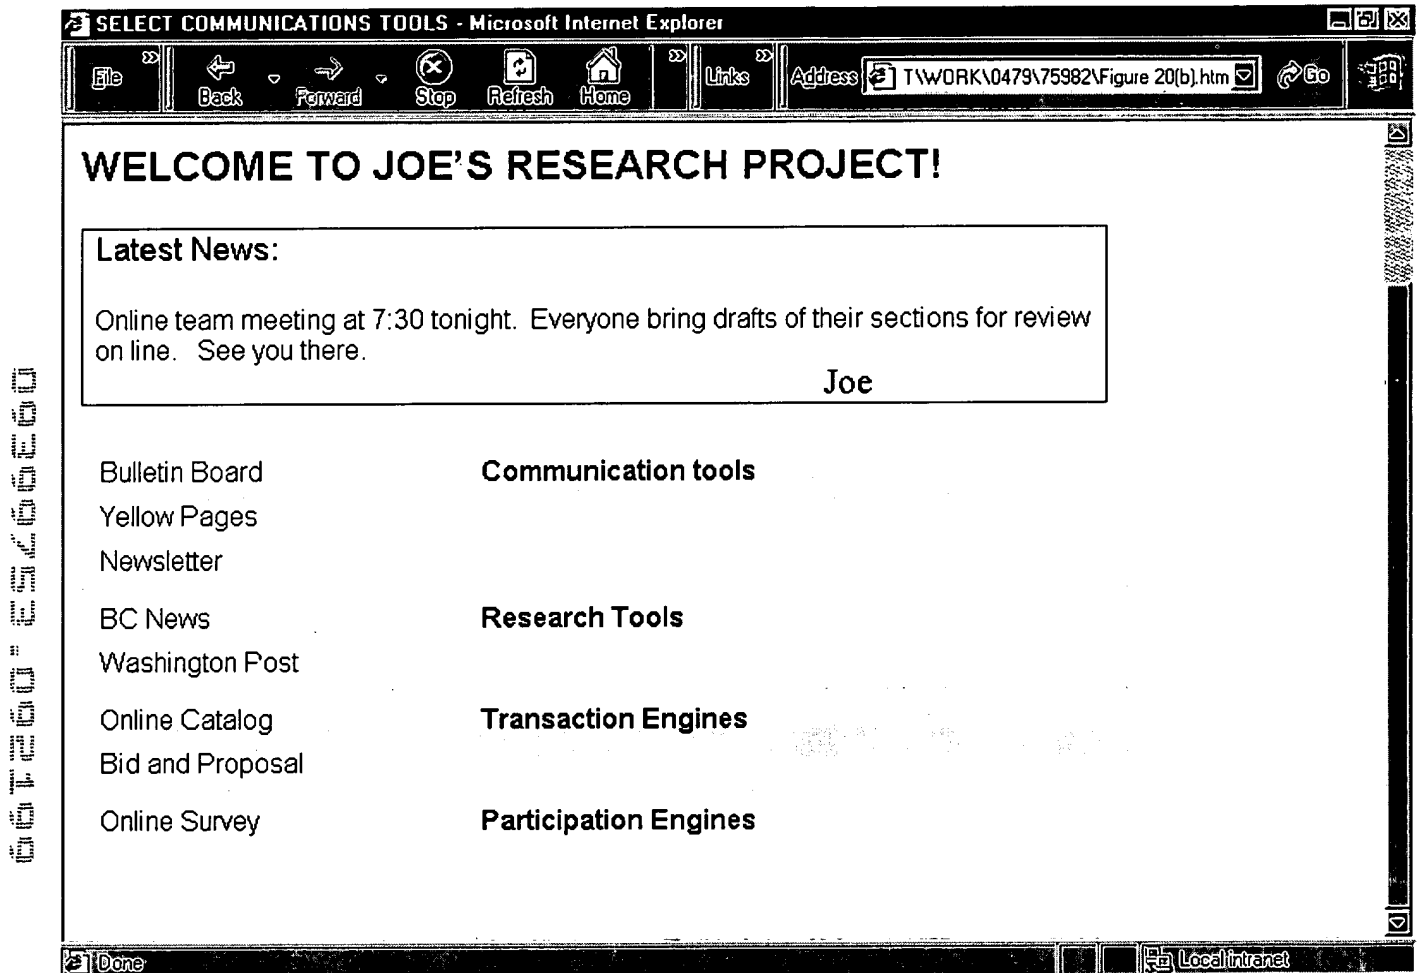 SELECT COMMUNICATIONS TOOLS - Microsoft Internet Explorer
File Back Forward Stop Refresh Home Links Address T\WORK\0479\75982\Figure 20(b).htm Go
WELCOME TO JOE'S RESEARCH PROJECT!
Latest News:
Online team meeting at 7:30 tonight. Everyone bring drafts of their sections for review
on line. See you there.
Joe
Bulletin Board Communication tools
Yellow Pages
Newsletter
BC News Research Tools
Washington Post
Online Catalog Transaction Engines
Bid and Proposal
Online Survey Participation Engines
Done Local intranet